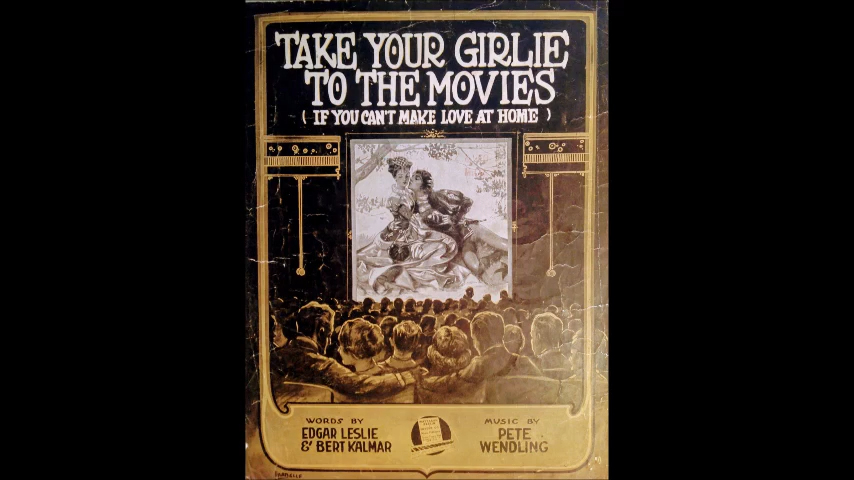 TAKE YOUR GIRLIE
TO THE MOVIES
( IF YOU CAN'T MAKE LOVE AT HOME )
WORDS BY
EDGAR LESLIE
& BERT KALMAR
MUSIC BY
PETE
WENDLING